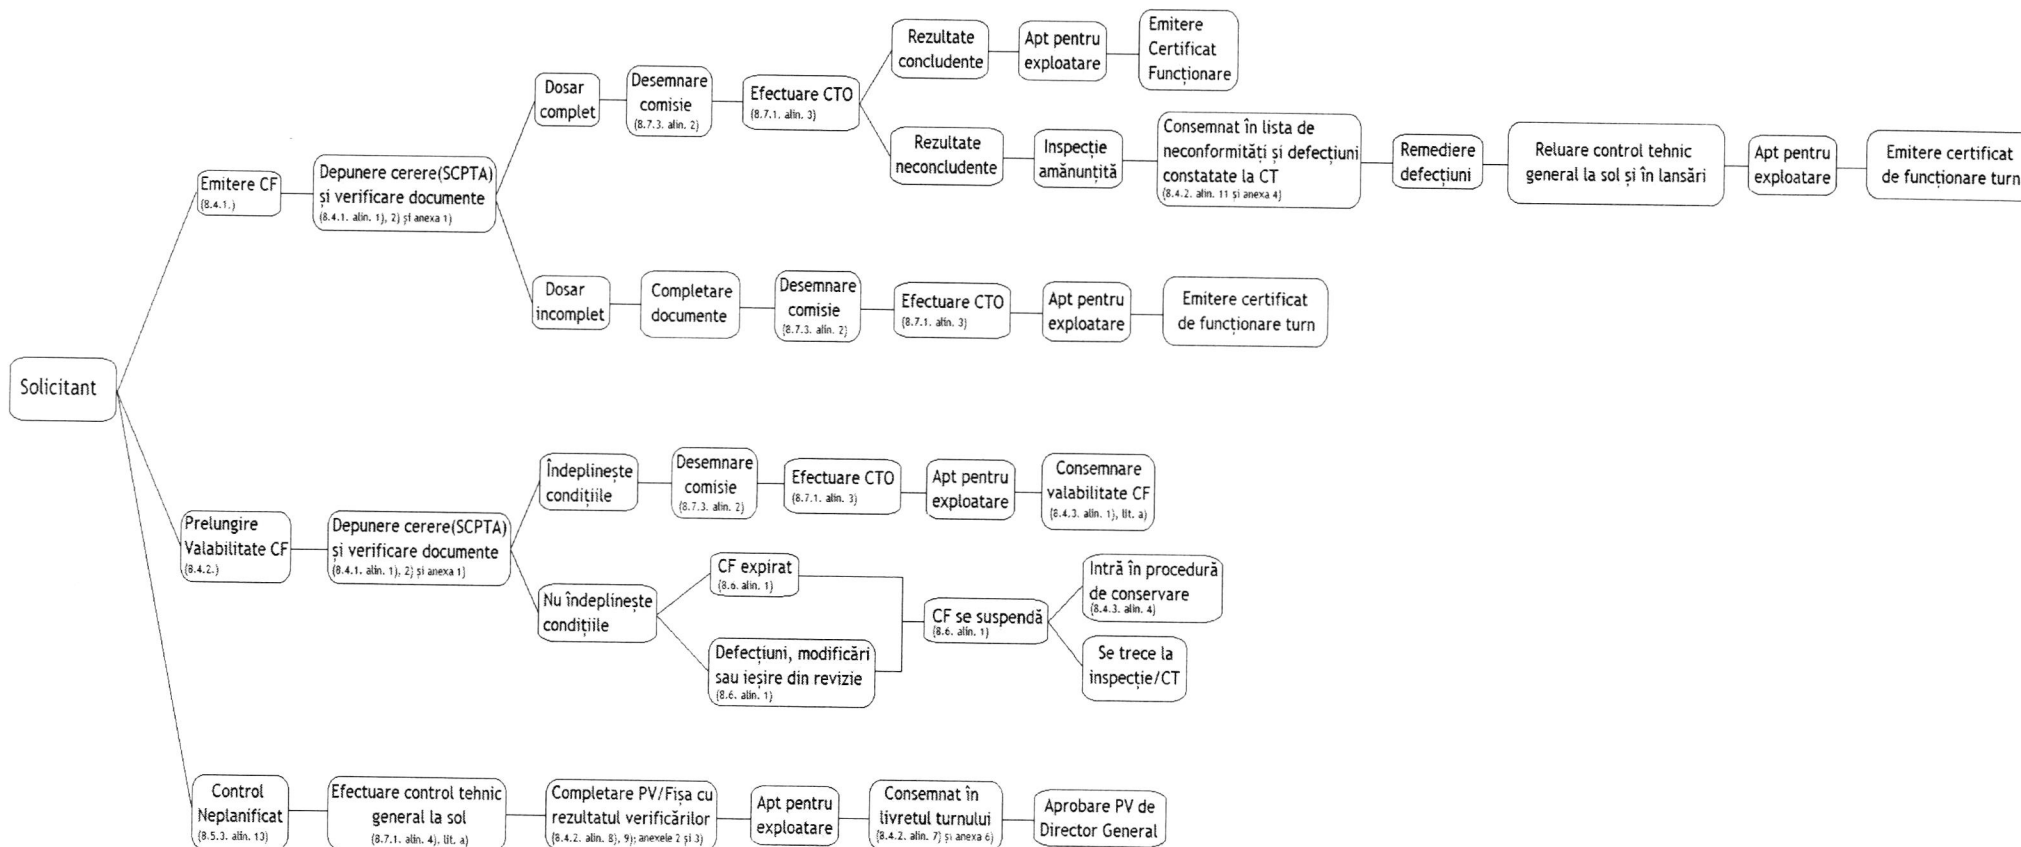 Solicitant
Emitere CF
(8.4.1.)
Depunere cerere(SCPTA)
și verificare documente
(8.4.1. alin. 1), 2) și anexa 1)
Dosar
complet
Desemnare
comisie
(8.7.3. alin. 2)
Efectuare CTO
(8.7.1. alin. 3)
Rezultate
concludente
Apt pentru
exploatare
Emitere
Certificat
Funcționare
Rezultate
neconcludente
Inspecție
amănunțită
Consemnat în lista de
neconformități și defecțiuni
constatate la CT
(8.4.2. alin. 11 și anexa 4)
Remediere
defecțiuni
Reluare control tehnic
general la sol și în lansări
Apt pentru
exploatare
Emitere certificat
de funcționare turn
Dosar
incomplet
Completare
documente
Desemnare
comisie
(8.7.3. alin. 2)
Efectuare CTO
(8.7.1. alin. 3)
Apt pentru
exploatare
Emitere certificat
de funcționare turn
Prelungire
Valabilitate CF
(8.4.2.)
Depunere cerere(SCPTA)
și verificare documente
(8.4.1. alin. 1), 2) și anexa 1)
Îndeplinește
condițiile
Desemnare
comisie
(8.7.3. alin. 2)
Efectuare CTO
(8.7.1. alin. 3)
Apt pentru
exploatare
Consemnare
valabilitate CF
(8.4.3. alin. 1), lit. a)
Nu îndeplinește
condițiile
CF expirat
(8.6. alin. 1)
Defecțiuni, modificări
sau ieșire din revizie
(8.6. alin. 1)
CF se suspendă
(8.6. alin. 1)
Intră în procedură
de conservare
(8.4.3. alin. 4)
Se trece la
inspecție/CT
Control
Neplanificat
(8.5.3. alin. 13)
Efectuare control tehnic
general la sol
(8.7.1. alin. 4), lit. a)
Completare PV/Fișa cu
rezultatul verificărilor
(8.4.2. alin. 8), 9); anexele 2 și 3)
Apt pentru
exploatare
Consemnat în
livretul turnului
(8.4.2. alin. 7) și anexa 6)
Aprobare PV de
Director General